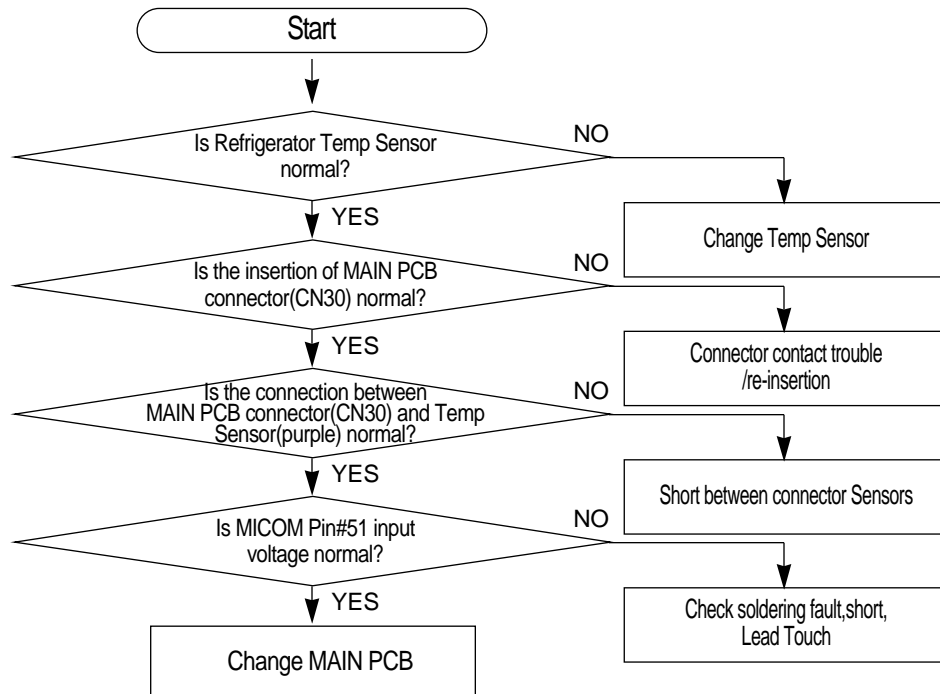 Start
Is Refrigerator Temp Sensor
normal?
NO
YES
Change Temp Sensor
Is the insertion of MAIN PCB
connector(CN30) normal?
NO
YES
Connector contact trouble
/re-insertion
Is the connection between
MAIN PCB connector(CN30) and Temp
Sensor(purple) normal?
NO
YES
Short between connector Sensors
Is MICOM Pin#51 input
voltage normal?
NO
YES
Check soldering fault,short,
Lead Touch
Change MAIN PCB